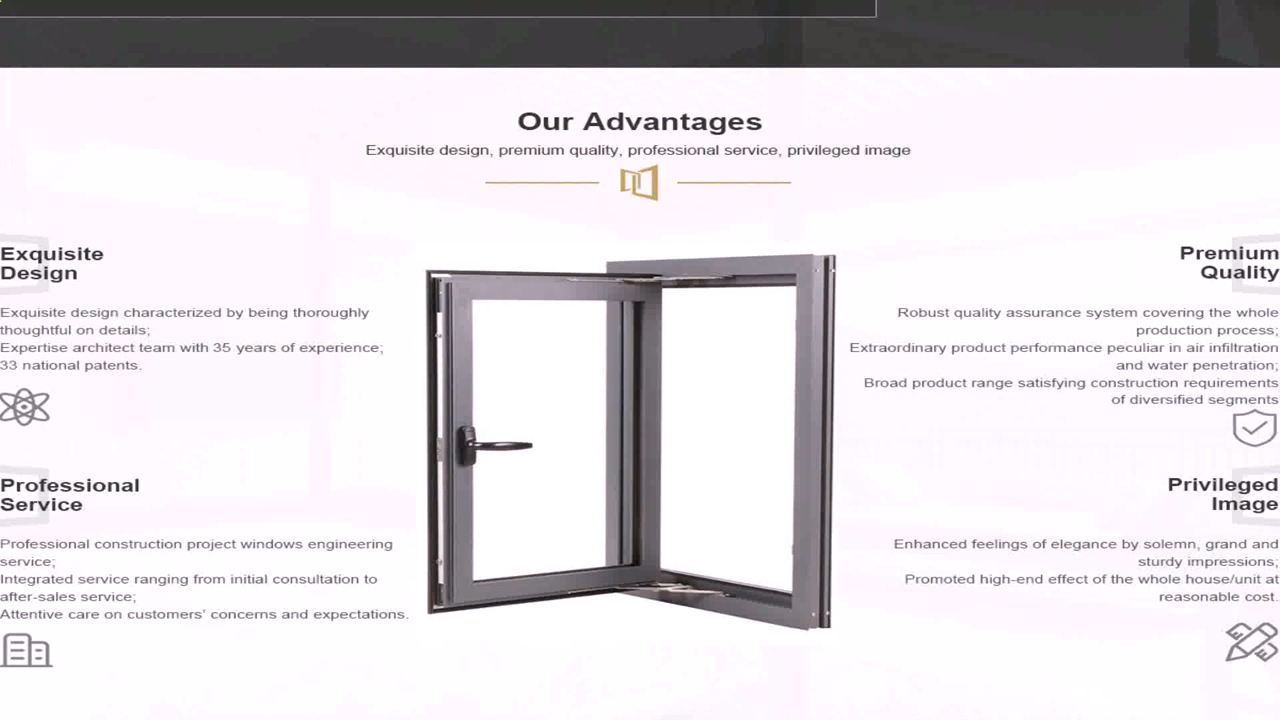 Our Advantages
Exquisite design, premium quality, professional service, privileged image
Exquisite
Design
Exquisite design characterized by being thoroughly
thoughtful on details;
Expertise architect team with 35 years of experience;
33 national patents.
Premium
Quality
Robust quality assurance system covering the whole
production process;
Extraordinary product performance peculiar in air infiltration
and water penetration;
Broad product range satisfying construction requirements
of diversified segments
Professional
Service
Professional construction project windows engineering
service;
Integrated service ranging from initial consultation to
after-sales service;
Attentive care on customers' concerns and expectations.
Privileged
Image
Enhanced feelings of elegance by solemn, grand and
sturdy impressions;
Promoted high-end effect of the whole house/unit at
reasonable cost.